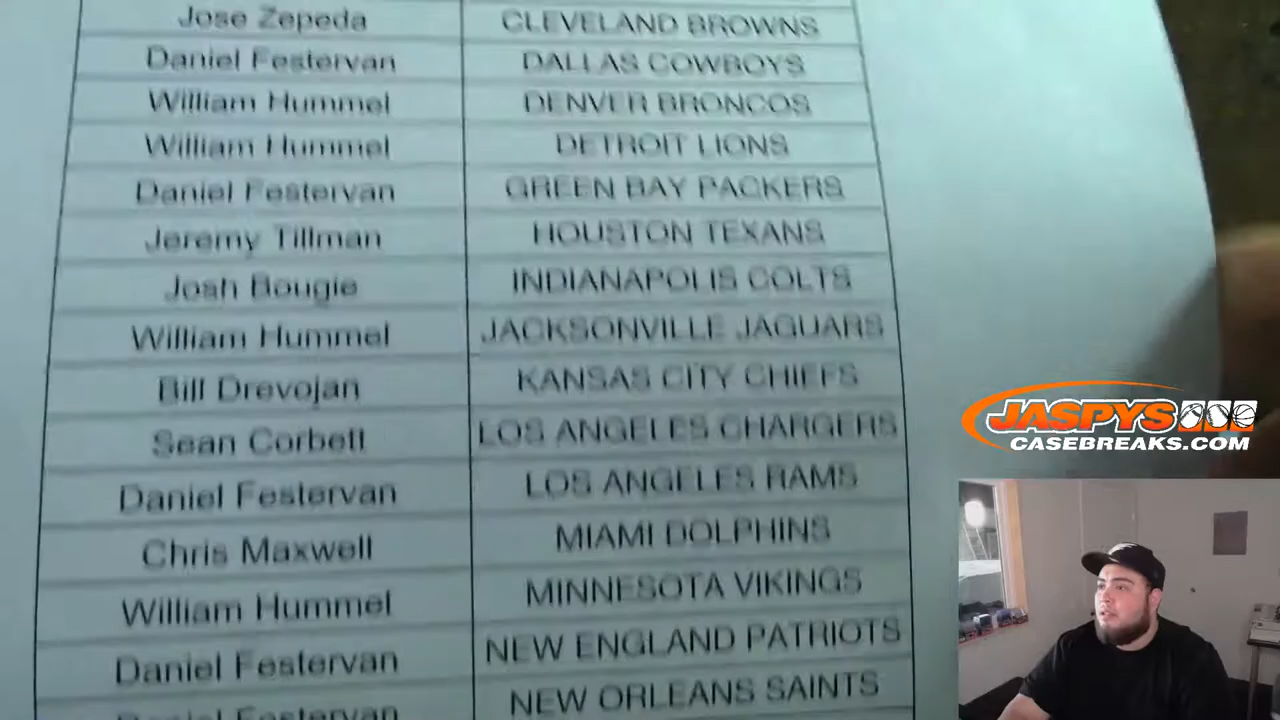 Jose Zepeda CLEVELAND BROWNS
Daniel Festervan DALLAS COWBOYS
William Hummel DENVER BRONCOS
William Hummel DETROIT LIONS
Daniel Festervan GREEN BAY PACKERS
Jeremy Tillman HOUSTON TEXANS
Josh Bougie INDIANAPOLIS COLTS
William Hummel JACKSONVILLE JAGUARS
Bill Drevojan KANSAS CITY CHIEFS
Sean Corbett LOS ANGELES CHARGERS
Daniel Festervan LOS ANGELES RAMS
Chris Maxwell MIAMI DOLPHINS
William Hummel MINNESOTA VIKINGS
Daniel Festervan NEW ENGLAND PATRIOTS
Daniel Festervan NEW ORLEANS SAINTS
JASPYS
CASEBREAKS.COM